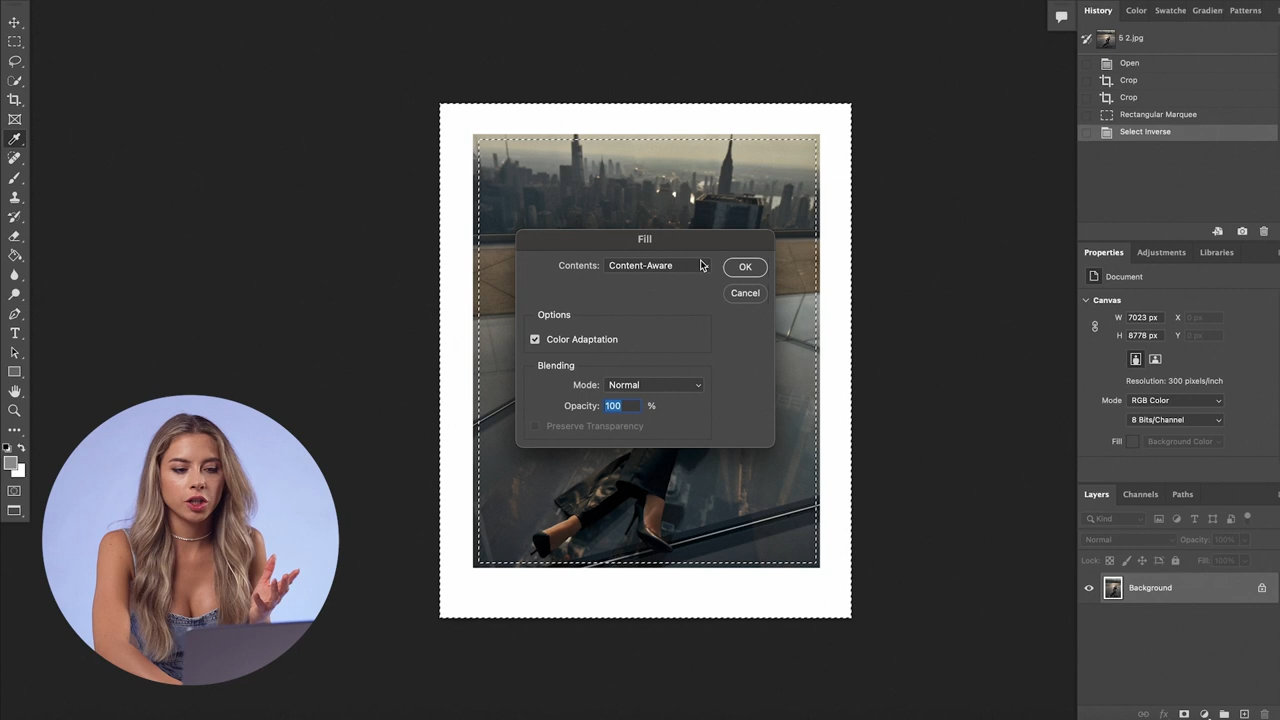 History Color Swatche Gradien Patterns
5 2.jpg
Open
Crop
Crop
Rectangular Marquee
Select Inverse
Fill
Contents: Content-Aware
OK
Cancel
Options
Color Adaptation
Blending
Mode: Normal
Opacity: 100 %
Preserve Transparency
Properties Adjustments Libraries
Document
Canvas
W 7023 px X 0 px
H 8778 px Y 0 px
Resolution: 300 pixels/inch
Mode RGB Color
8 Bits/Channel
Fill Background Color
Layers Channels Paths
Kind
Normal Opacity: 100%
Lock: Fill: 100%
Background
fx